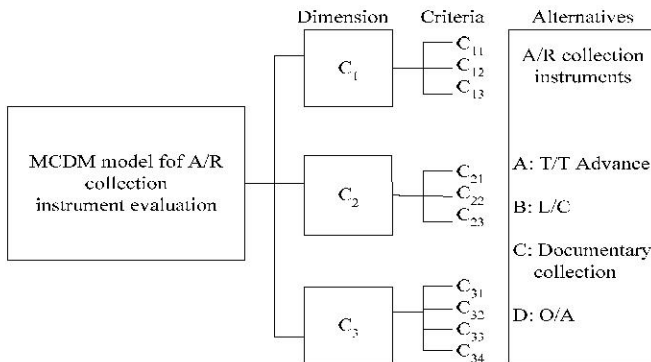 Dimension
Criteria
Alternatives
MCDM model for A/R
collection
instrument evaluation
C1
C11
C12
C13
C2
C21
C22
C23
C3
C31
C32
C33
C34
A/R collection
instruments
A: T/T Advance
B: L/C
C: Documentary
collection
D: O/A